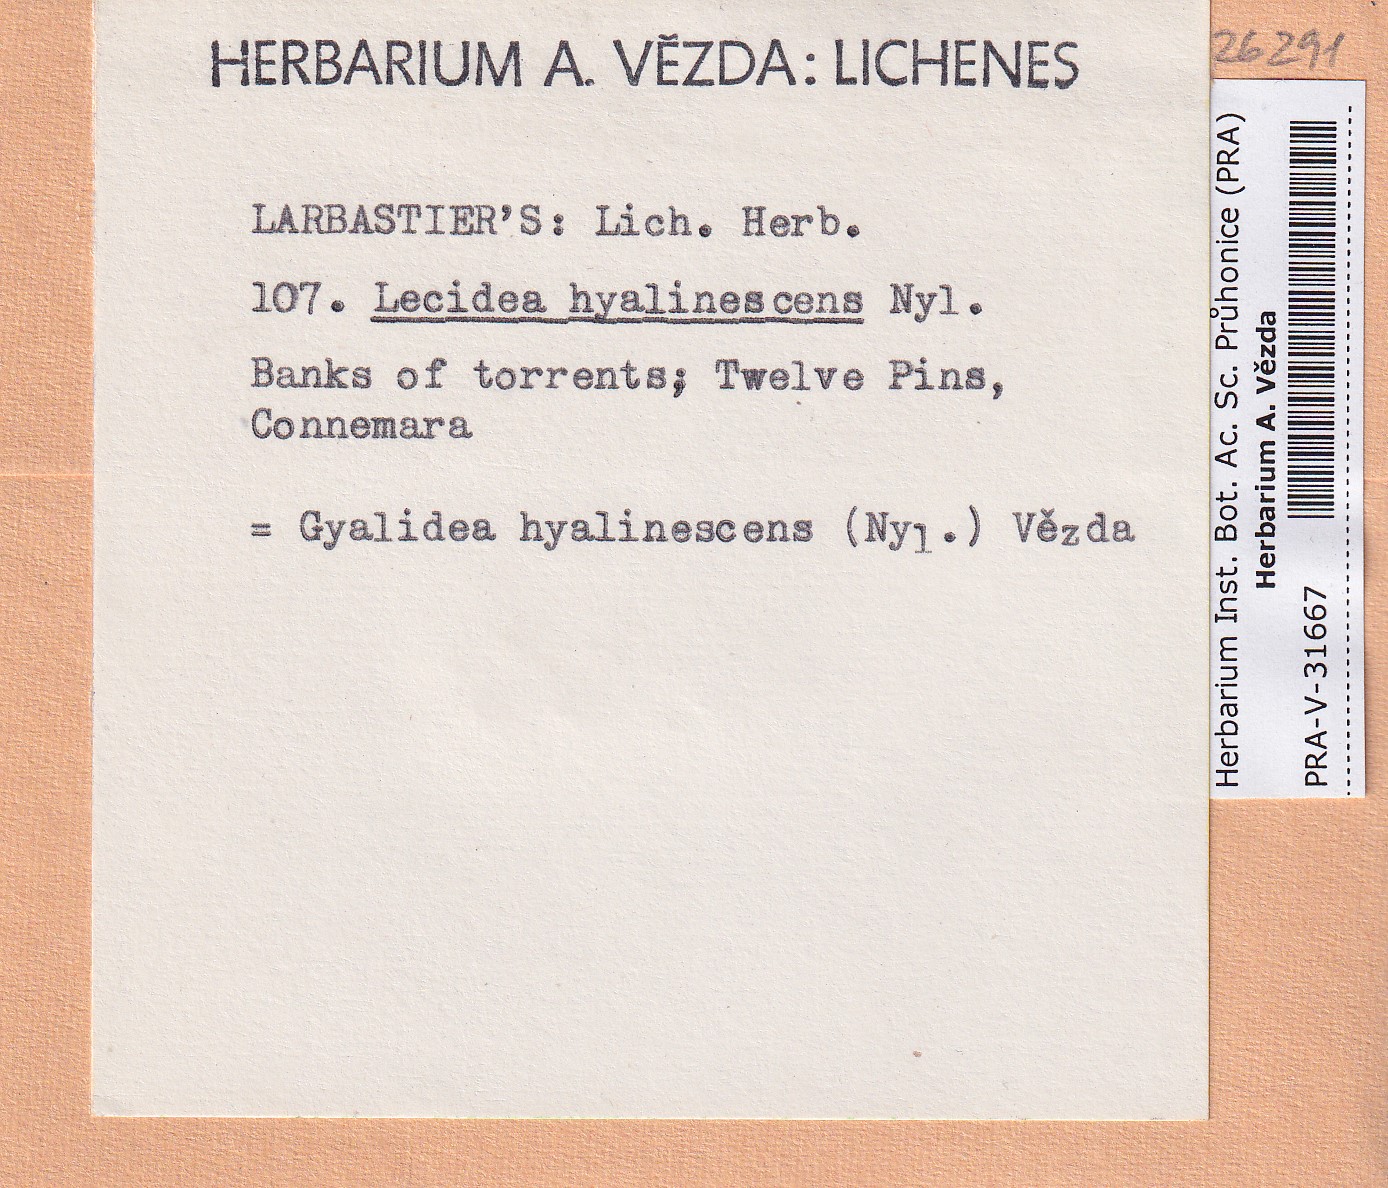 HERBARIUM A. VĚZDA: LICHENES
LARBASTIER'S: Lich. Herb.
107. Lecidea hyalinescens Nyl.
Banks of torrents; Twelve Pins,
Connemara
= Gyalidea hyalinescens (Nyl.) Vězda
26291
Herbarium Inst. Bot. Ac. Sc. Průhonice (PRA)
Herbarium A. Vězda
PRA-V-31667